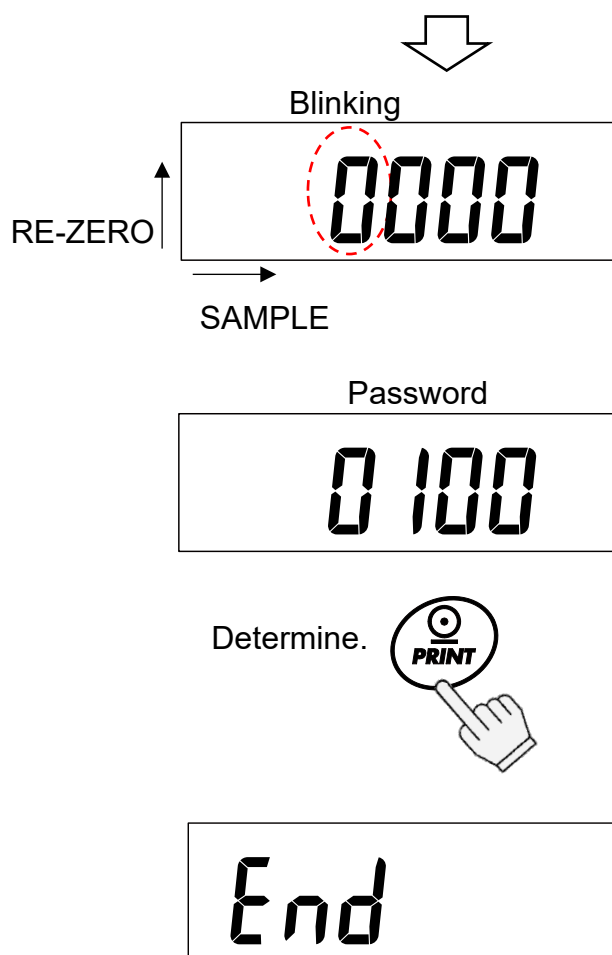 Blinking
0000
RE-ZERO
SAMPLE
Password
0100
Determine.
PRINT
End